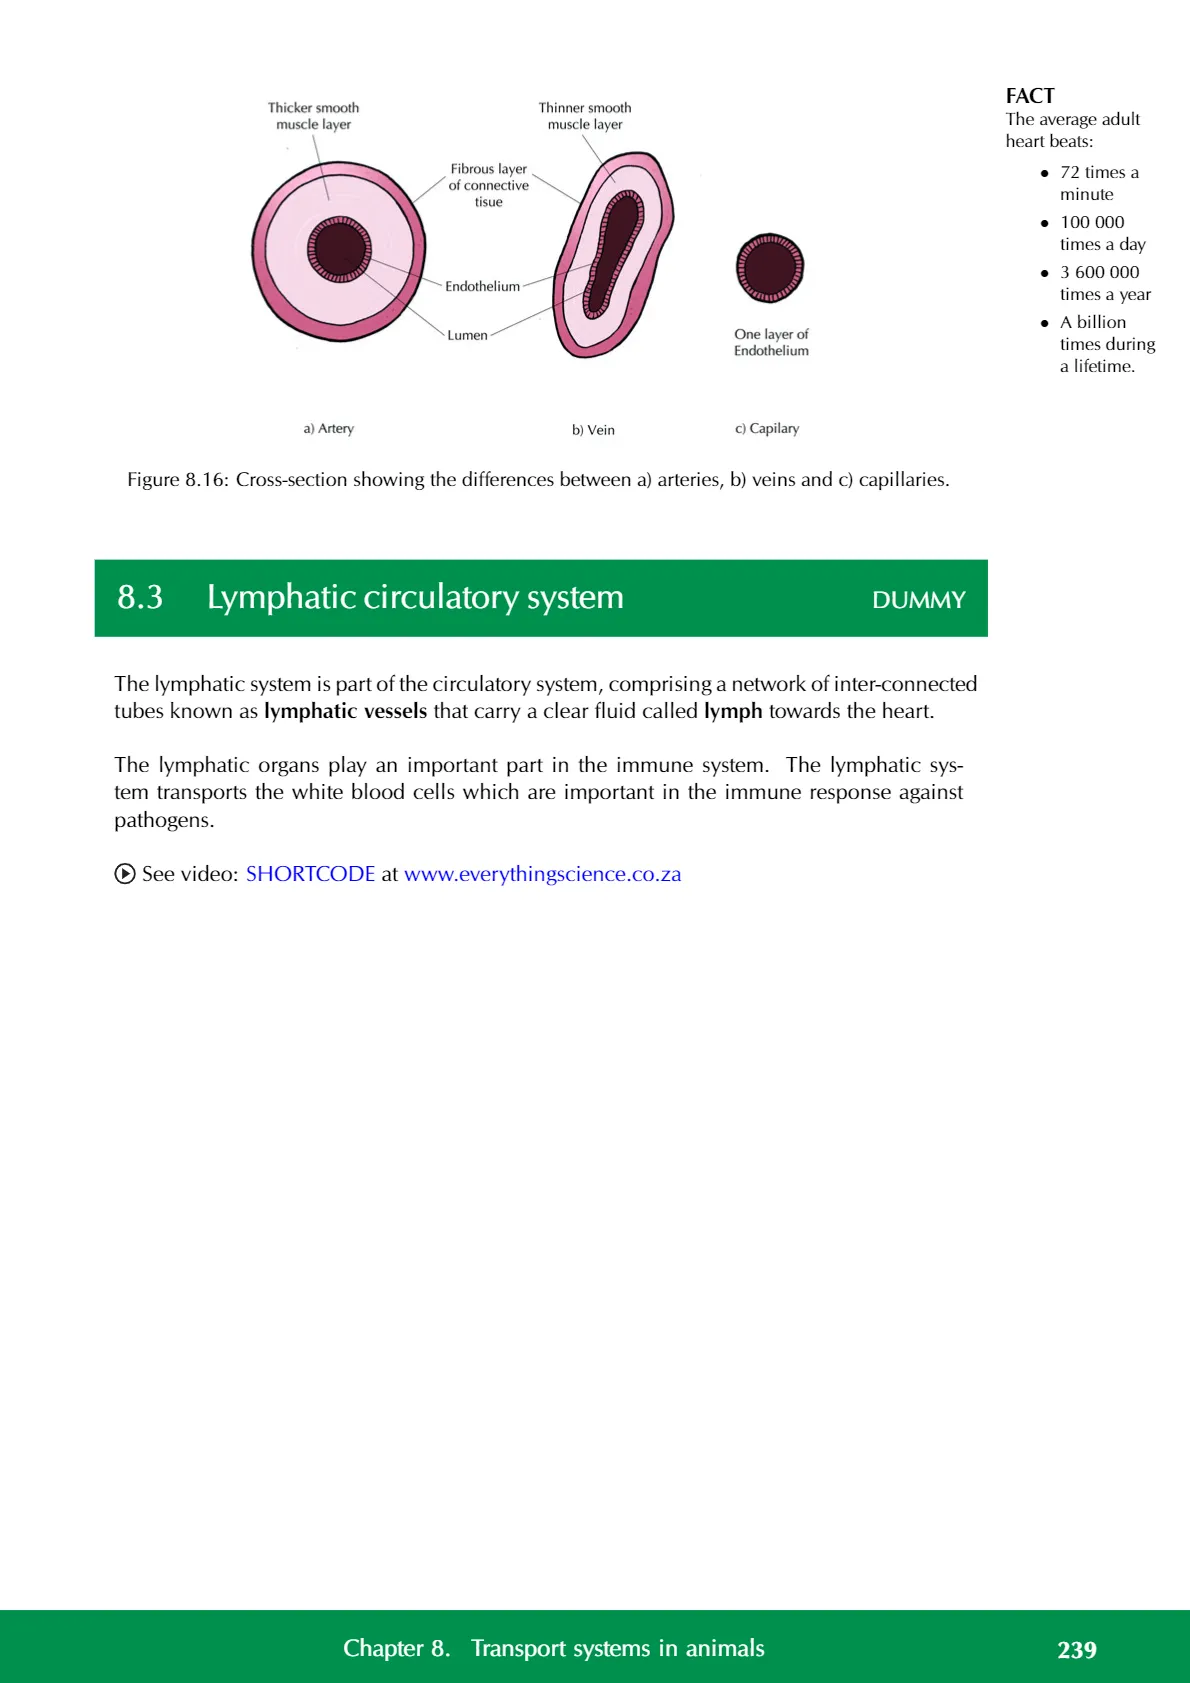 Thicker smooth
muscle layer
Thinner smooth
muscle layer
Fibrous layer
of connective
tisue
Endothelium
Lumen
One layer of
Endothelium
a) Artery
b) Vein
c) Capilary
Figure 8.16: Cross-section showing the differences between a) arteries, b) veins and c) capillaries.
FACT
The average adult
heart beats:
• 72 times a
minute
• 100 000
times a day
• 3 600 000
times a year
• A billion
times during
a lifetime.
8.3 Lymphatic circulatory system DUMMY
The lymphatic system is part of the circulatory system, comprising a network of inter-connected
tubes known as lymphatic vessels that carry a clear fluid called lymph towards the heart.
The lymphatic organs play an important part in the immune system. The lymphatic sys-
tem transports the white blood cells which are important in the immune response against
pathogens.
See video: SHORTCODE at www.everythingscience.co.za
Chapter 8. Transport systems in animals 239